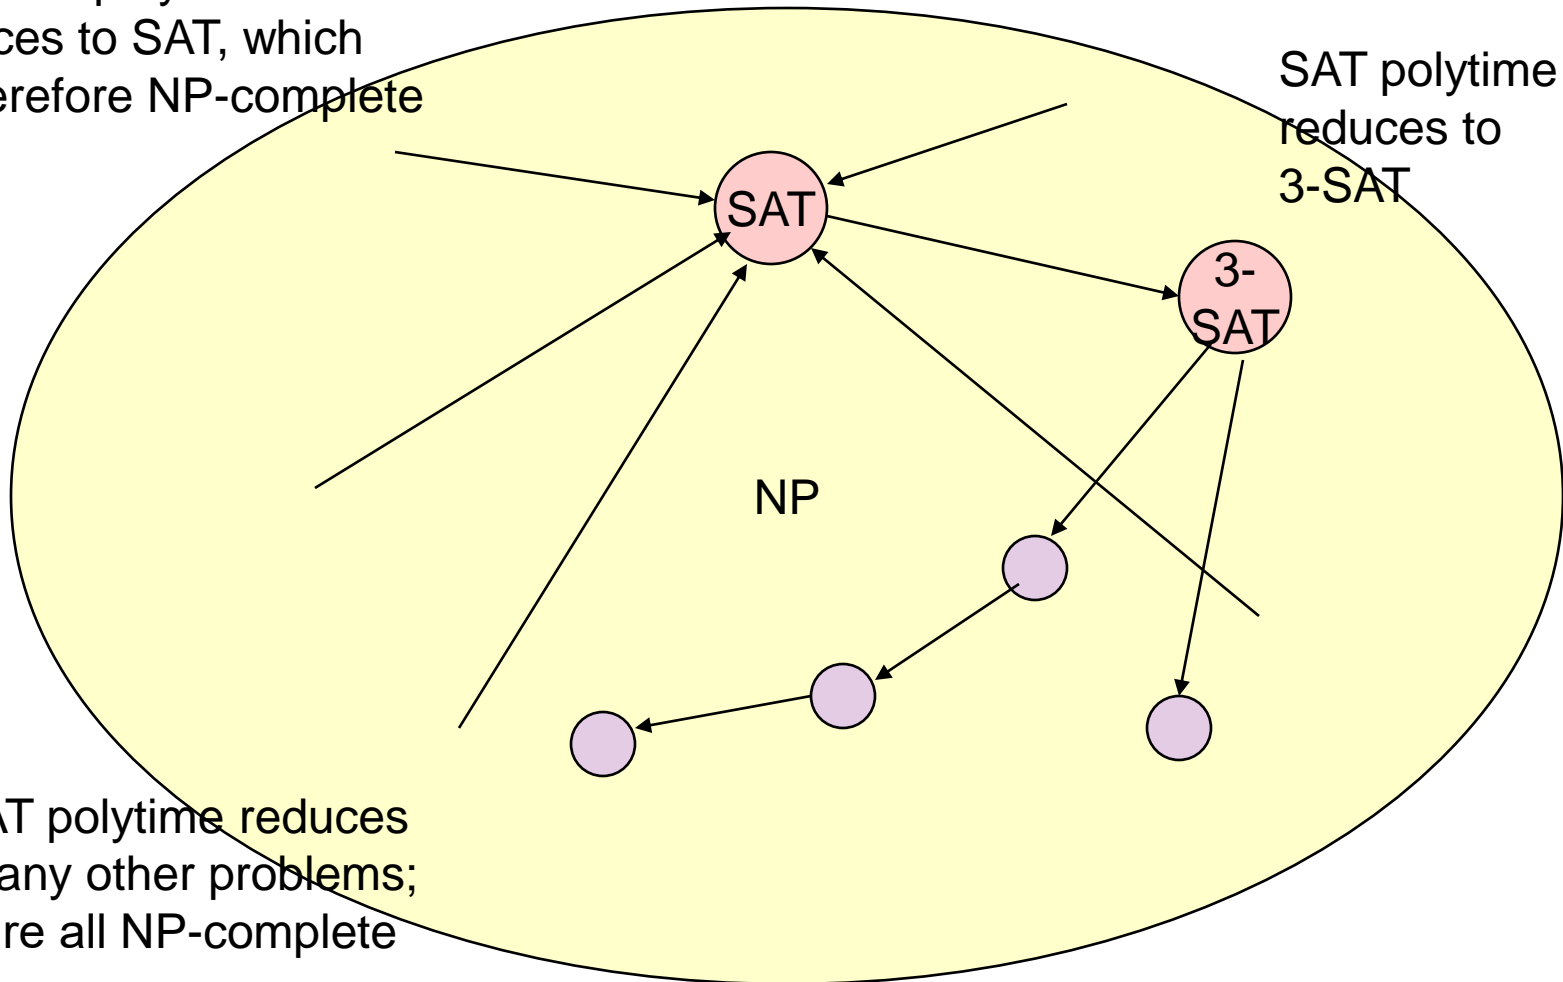 ces to SAT, which
erefore NP-complete
SAT polytime
reduces to
3-SAT
SAT
3-
SAT
NP
AT polytime reduces
any other problems;
re all NP-complete